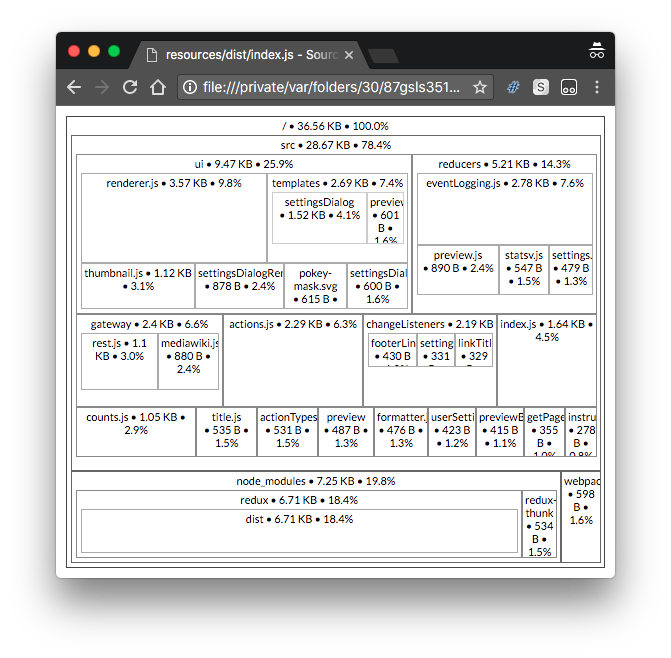 resources/dist/index.js - Sourc
file:///private/var/folders/30/87gsls351...
S
/ • 36.56 KB • 100.0%
src • 28.67 KB • 78.4%
ui • 9.47 KB • 25.9%
reducers • 5.21 KB • 14.3%
renderer.js • 3.57 KB • 9.8%
templates • 2.69 KB • 7.4%
eventLogging.js • 2.78 KB • 7.6%
settingsDialog
• 1.52 KB • 4.1%
preview
• 601
B •
1.6%
preview.js
• 890 B • 2.4%
statsv.js
• 547 B
• 1.5%
settings.
• 479 B
• 1.3%
thumbnail.js • 1.12 KB
• 3.1%
settingsDialogRen
• 878 B • 2.4%
pokey-
mask.svg
• 615 B •
settingsDial
• 600 B •
1.6%
gateway • 2.4 KB • 6.6%
actions.js • 2.29 KB • 6.3%
changeListeners • 2.19 KB
index.js • 1.64 KB •
4.5%
rest.js • 1.1
KB • 3.0%
mediawiki.js
• 880 B •
2.4%
footerLin
• 430 B
setting
• 331
linkTitl
• 329
counts.js • 1.05 KB •
2.9%
title.js
• 535 B •
1.5%
actionTypes
• 531 B •
1.5%
preview
• 487 B •
1.3%
formatter.j
• 476 B •
1.3%
userSetti
• 423 B
• 1.2%
previewB
• 415 B
• 1.1%
getPage
• 355
B •
1.0%
instru
• 278
B •
0.8%
node_modules • 7.25 KB • 19.8%
webpac
• 598
B •
1.6%
redux • 6.71 KB • 18.4%
redux-
thunk
• 534
B •
1.5%
dist • 6.71 KB • 18.4%